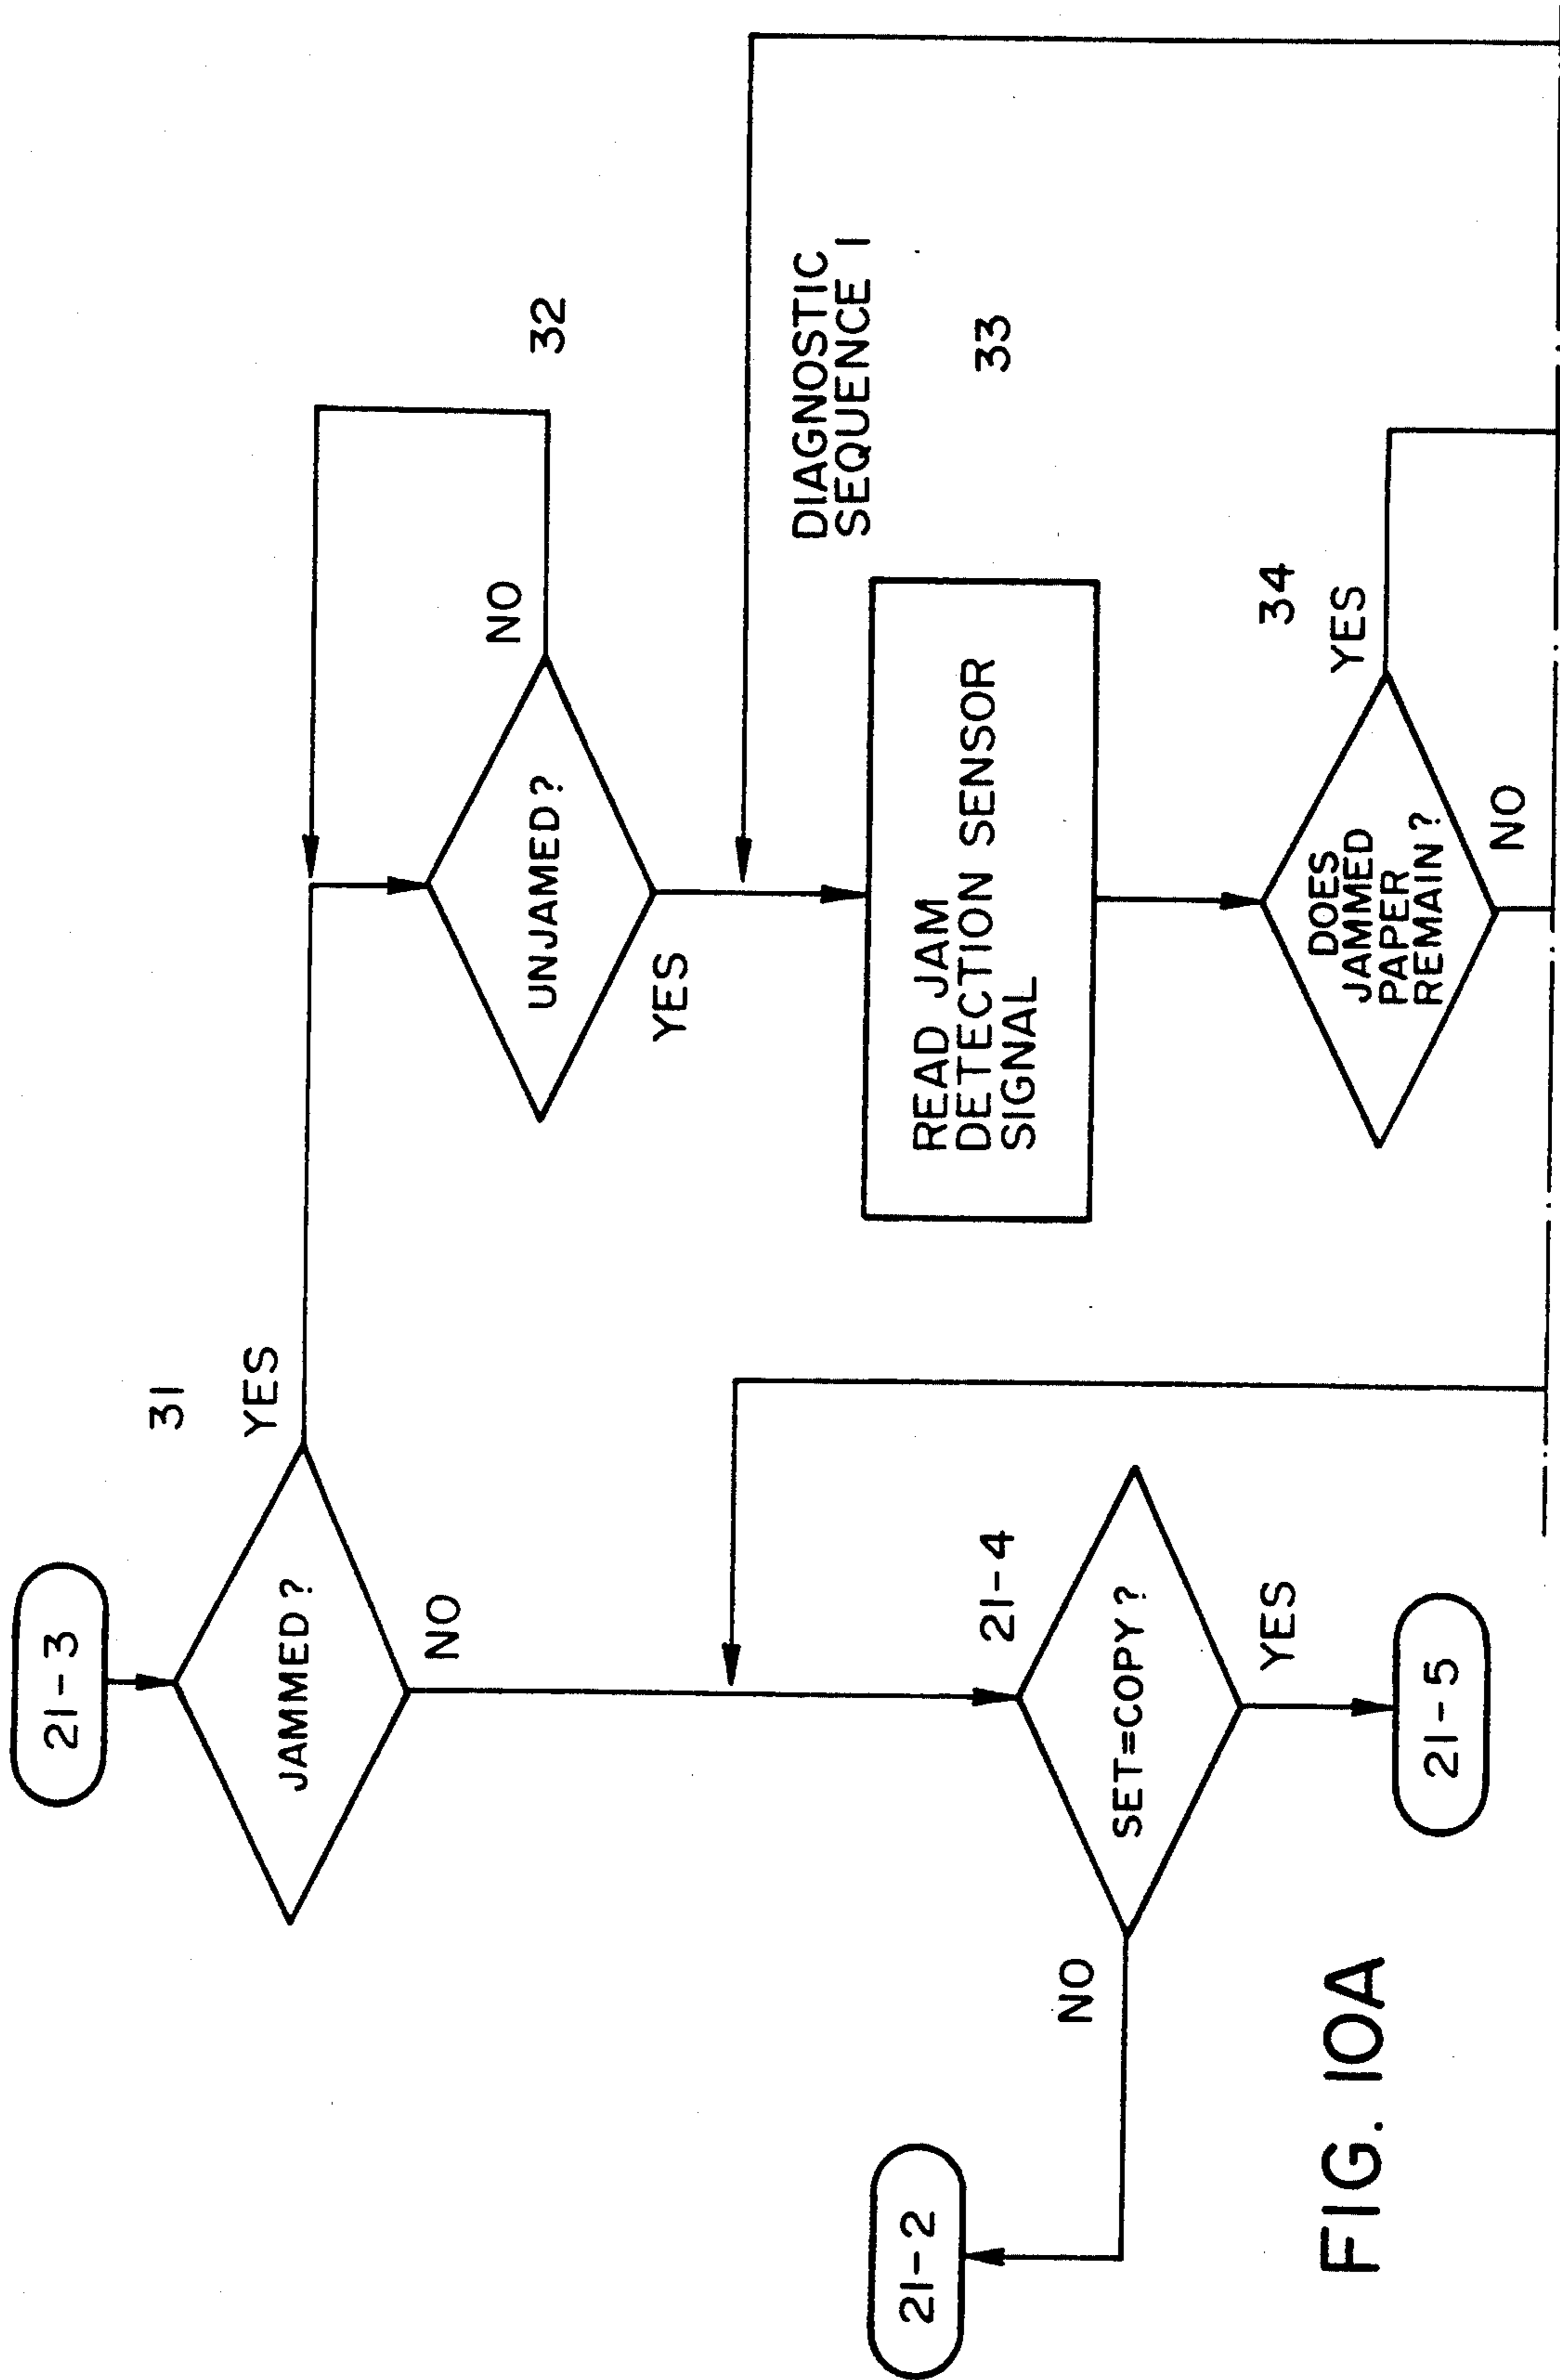 21-3
31
JAMMED?
YES
NO
32
UNJAMED?
NO
YES
DIAGNOSTIC
SEQUENCE 1
33
READ JAM
DETECTION SENSOR
SIGNAL
34
DOES
JAMMED
PAPER
REMAIN?
YES
NO
21-4
SET=COPY?
NO
YES
21-2
21-5
FIG. 10A